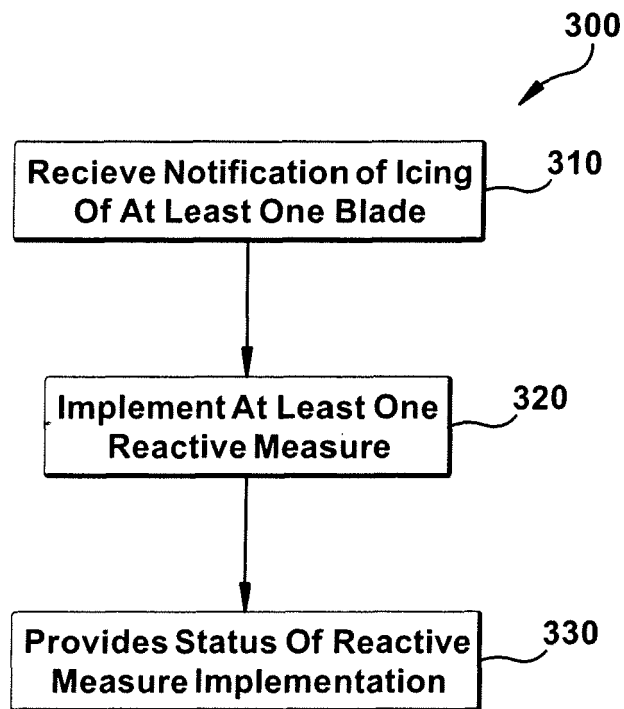 300
Recieve Notification of Icing
Of At Least One Blade
310
Implement At Least One
Reactive Measure
320
Provides Status Of Reactive
Measure Implementation
330